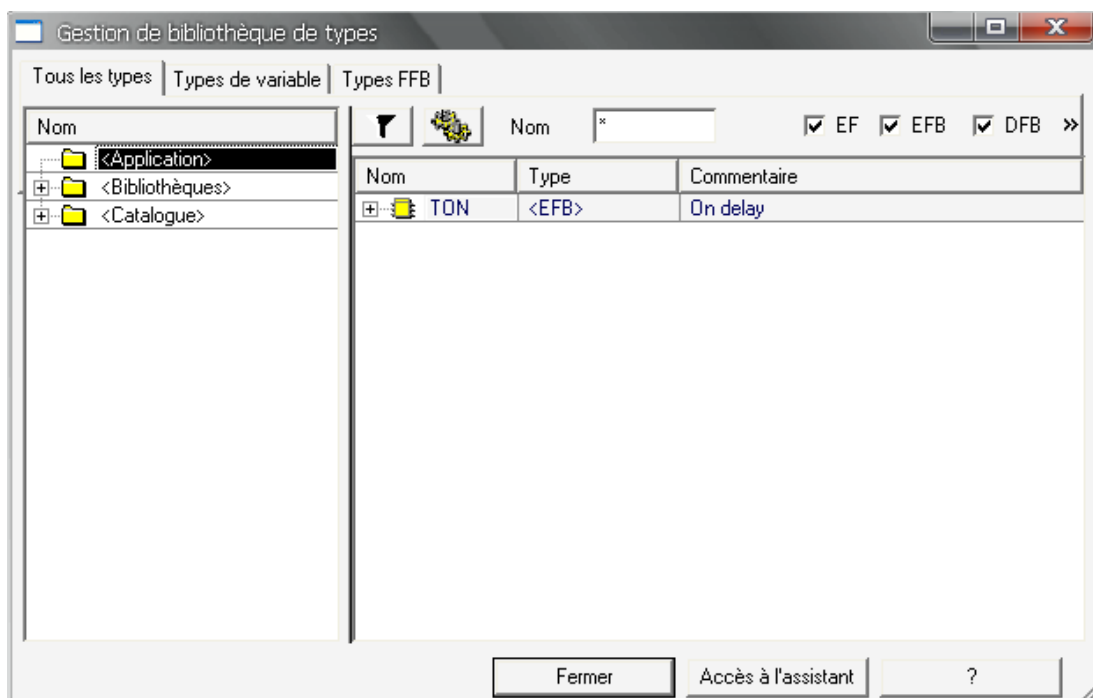 Gestion de bibliothèque de types
Tous les types Types de variable Types FFB
Nom
<Application>
<Bibliothèques>
<Catalogue>
Nom * EF EFB DFB »
Nom Type Commentaire
TON <EFB> On delay
Fermer Accès à l'assistant ?